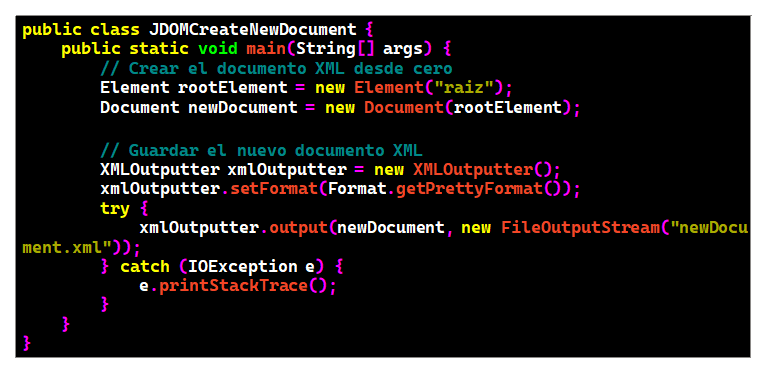 public class JDOMCreateNewDocument {
    public static void main(String[] args) {
        // Crear el documento XML desde cero
        Element rootElement = new Element("raiz");
        Document newDocument = new Document(rootElement);

        // Guardar el nuevo documento XML
        XMLOutputter xmlOutputter = new XMLOutputter();
        xmlOutputter.setFormat(Format.getPrettyFormat());
        try {
            xmlOutputter.output(newDocument, new FileOutputStream("newDocu
ment.xml"));
        } catch (IOException e) {
            e.printStackTrace();
        }
    }
}